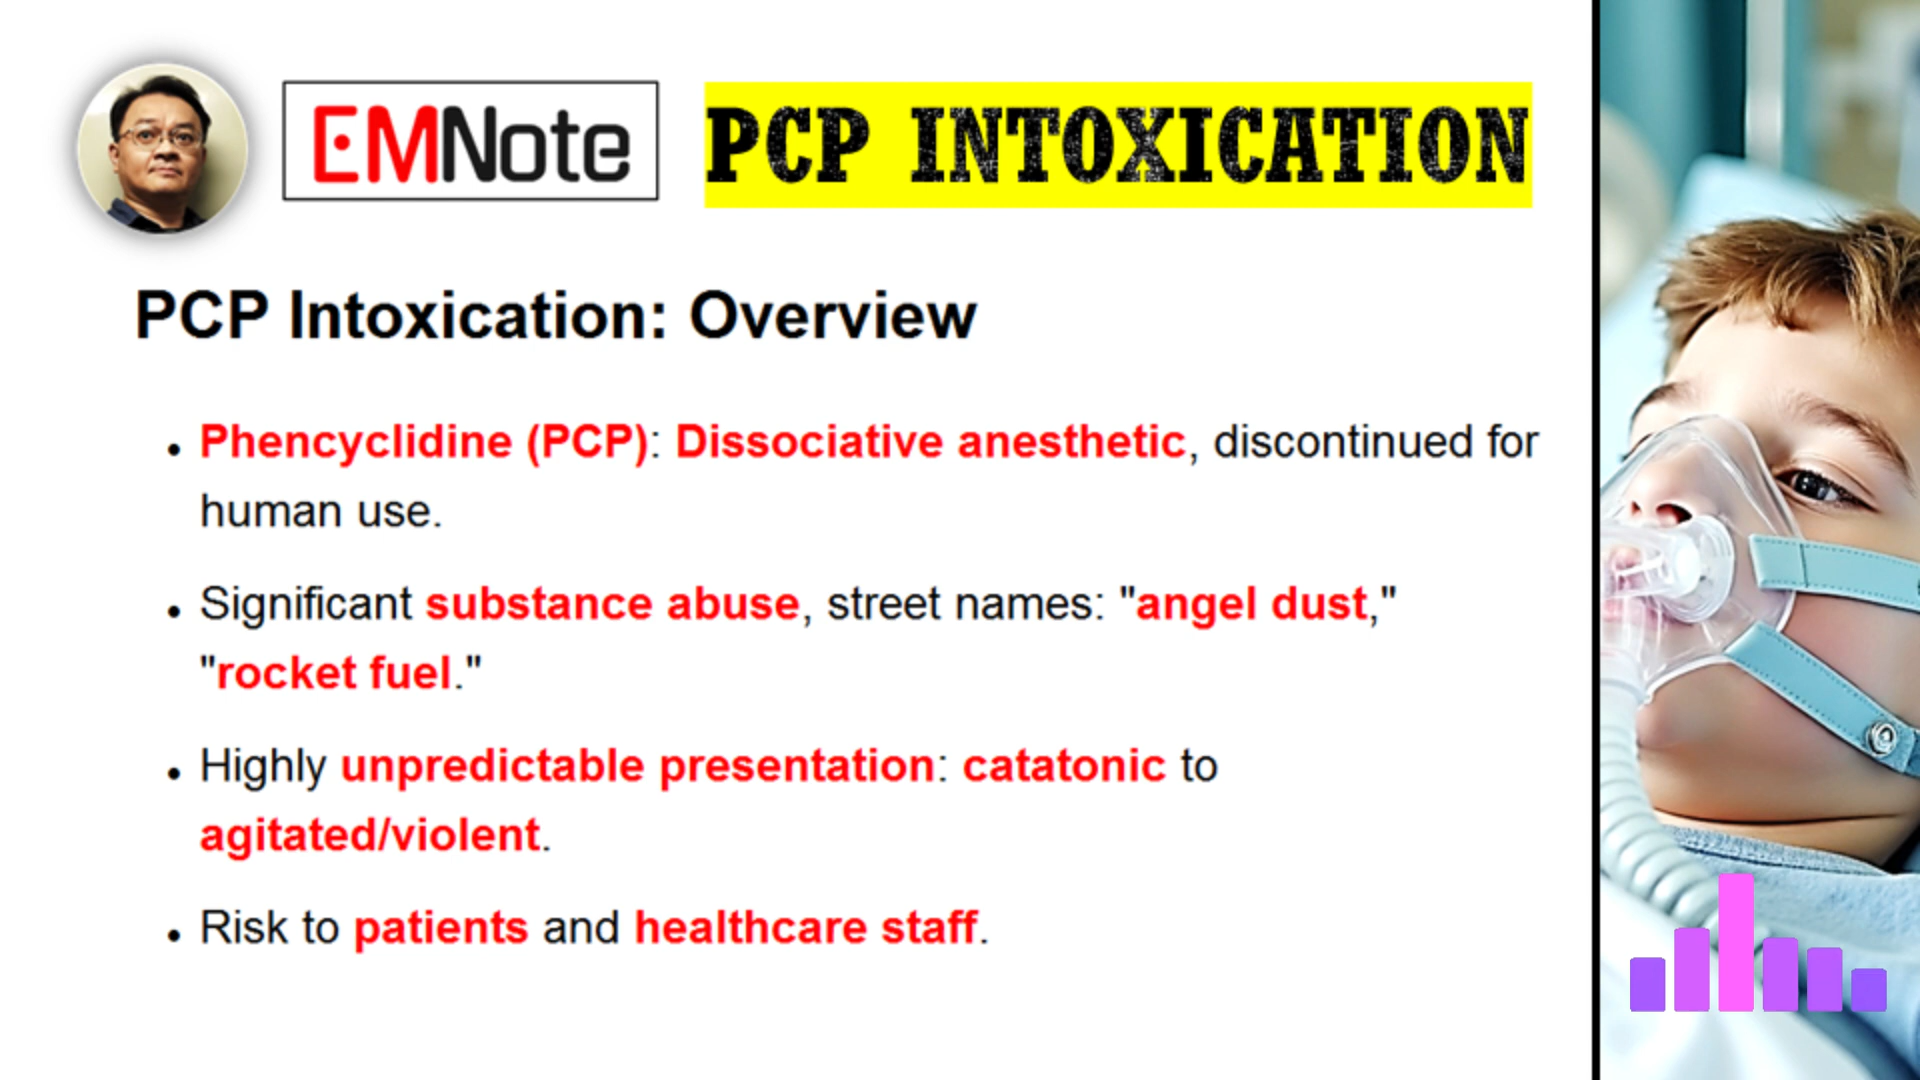 EMNote
PCP INTOXICATION
PCP Intoxication: Overview
• Phencyclidine (PCP): Dissociative anesthetic, discontinued for
human use.
• Significant substance abuse, street names: "angel dust,"
"rocket fuel."
• Highly unpredictable presentation: catatonic to
agitated/violent.
• Risk to patients and healthcare staff.